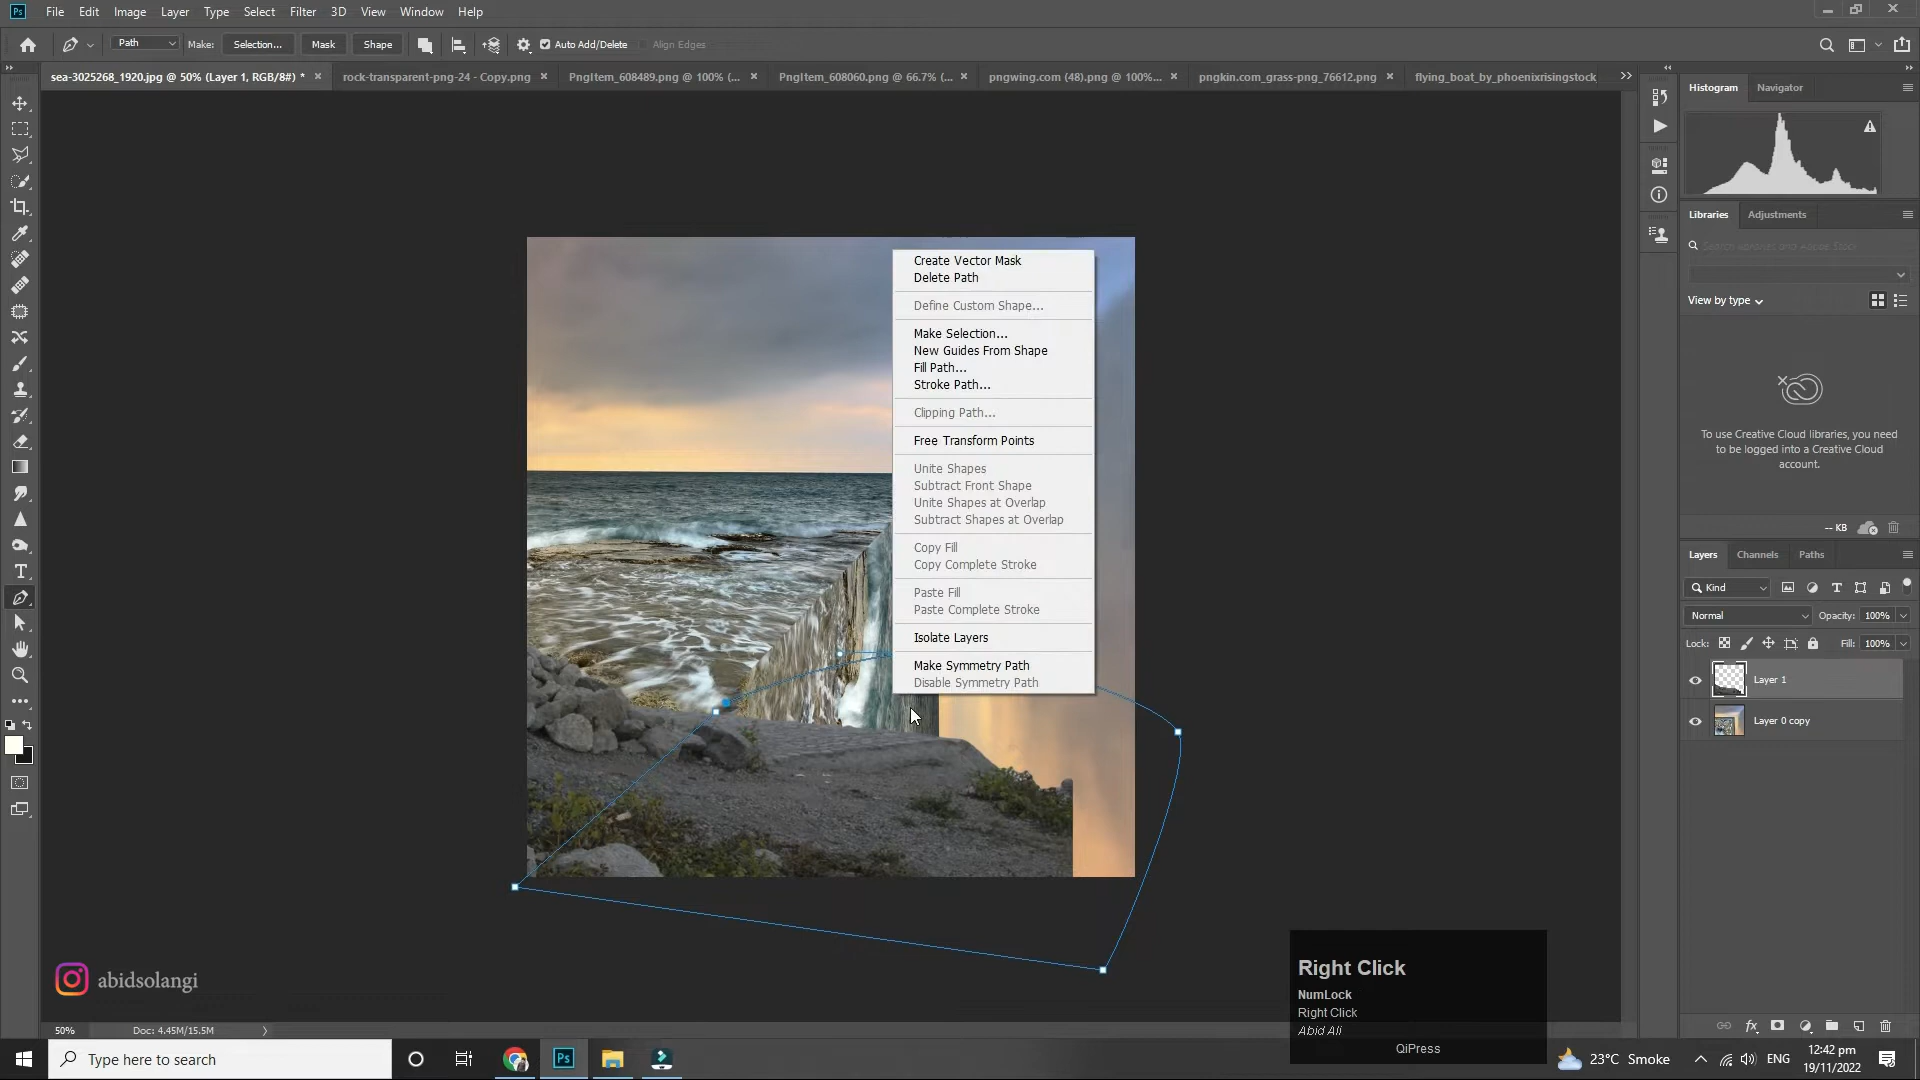 Ps
File
Edit
Image
Layer
Type
Select
Filter
3D
View
Window
Help
Path
Make:
Selection...
Mask
Shape
Auto Add/Delete
Align Edges
sea-3025268_1920.jpg @ 50% (Layer 1, RGB/8#) *
rock-transparent-png-24 - Copy.png
PngItem_608489.png @ 100% (...
PngItem_608060.png @ 66.7% (...
pngwing.com (48).png @ 100%...
pngkin.com_grass-png_76612.png
flying_boat_by_phoenixrisingstock
Histogram
Navigator
Libraries
Adjustments
Search libraries and Adobe Stock
View by type
To use Creative Cloud libraries, you need
to be logged into a Creative Cloud
account.
-- KB
Layers
Channels
Paths
Kind
Normal
Opacity:
100%
Lock:
Fill:
100%
Layer 1
Layer 0 copy
Create Vector Mask
Delete Path
Define Custom Shape...
Make Selection...
New Guides From Shape
Fill Path...
Stroke Path...
Clipping Path...
Free Transform Points
Unite Shapes
Subtract Front Shape
Unite Shapes at Overlap
Subtract Shapes at Overlap
Copy Fill
Copy Complete Stroke
Paste Fill
Paste Complete Stroke
Isolate Layers
Make Symmetry Path
Disable Symmetry Path
abidsolangi
Right Click
NumLock
Right Click
Abid Ali
QiPress
50%
Doc: 4.45M/15.5M
Type here to search
Ps
23°C Smoke
ENG
12:42 pm
19/11/2022